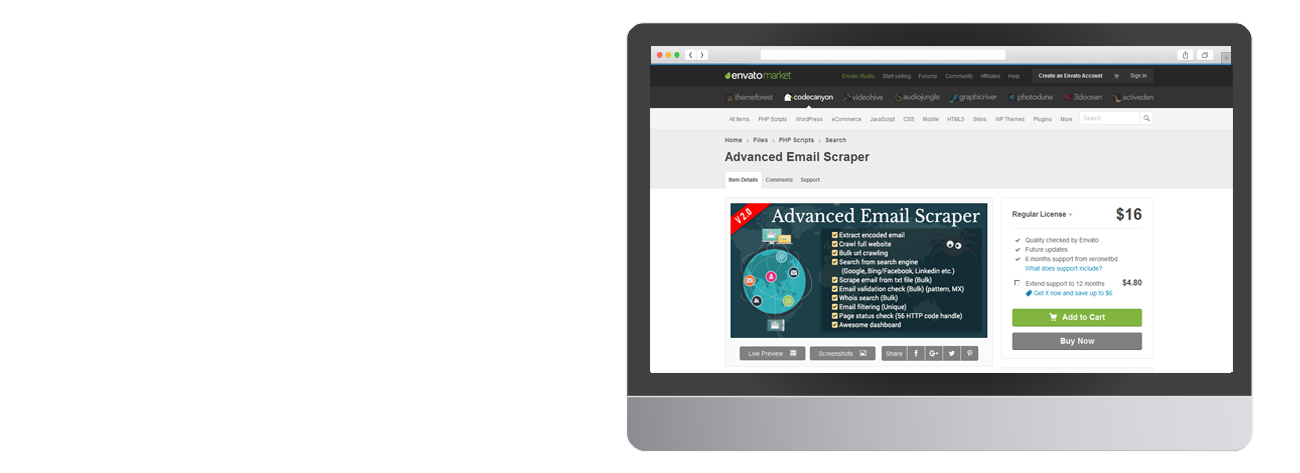 envatomarket
Envato Studio Start selling Forums Community Affiliates Help Create an Envato Account Sign In
themeforest codecanyon videohive audiojungle graphicriver photodune 3docean activeden
All Items PHP Scripts WordPress eCommerce JavaScript CSS Mobile HTML5 Skins WP Themes Plugins More Search
Home > Files > PHP Scripts > Search
Advanced Email Scraper
Item Details Comments Support
V 2.0
Advanced Email Scraper
Extract encoded email
Crawl full website
Bulk url crawling
Search from search engine
(Google,Bing/Facebook, Linkedin etc.)
Scrape email from txt file (Bulk)
Email validation check (Bulk) (pattern, MX)
Whois search (Bulk)
Email filtering (Unique)
Page status check (56 HTTP code handle)
Awesome dashboard
Live Preview Screenshots Share
Regular License $16
Quality checked by Envato
Future updates
6 months support from xeroneitbd
What does support include?
Extend support to 12 months $4.80
Get it now and save up to $6
Add to Cart
Buy Now